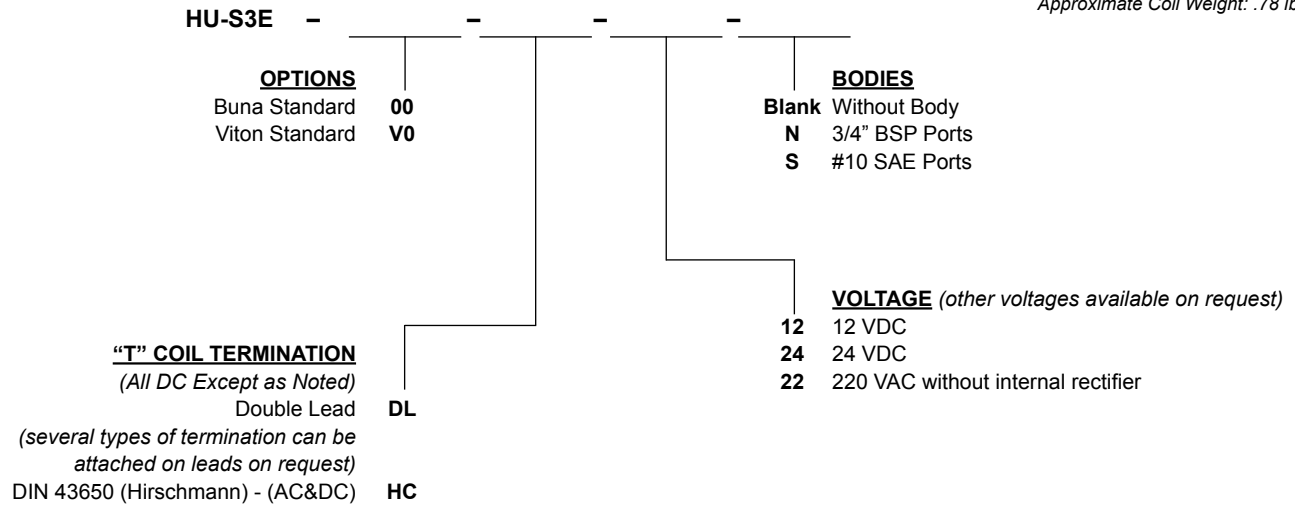 Approximate Coil Weight: .78 lb
HU-S3E – – – –
OPTIONS
Buna Standard 00
Viton Standard V0
BODIES
Blank Without Body
N 3/4” BSP Ports
S #10 SAE Ports
VOLTAGE (other voltages available on request)
12 12 VDC
24 24 VDC
22 220 VAC without internal rectifier
“T” COIL TERMINATION
(All DC Except as Noted)
Double Lead DL
(several types of termination can be
attached on leads on request)
DIN 43650 (Hirschmann) - (AC&DC) HC